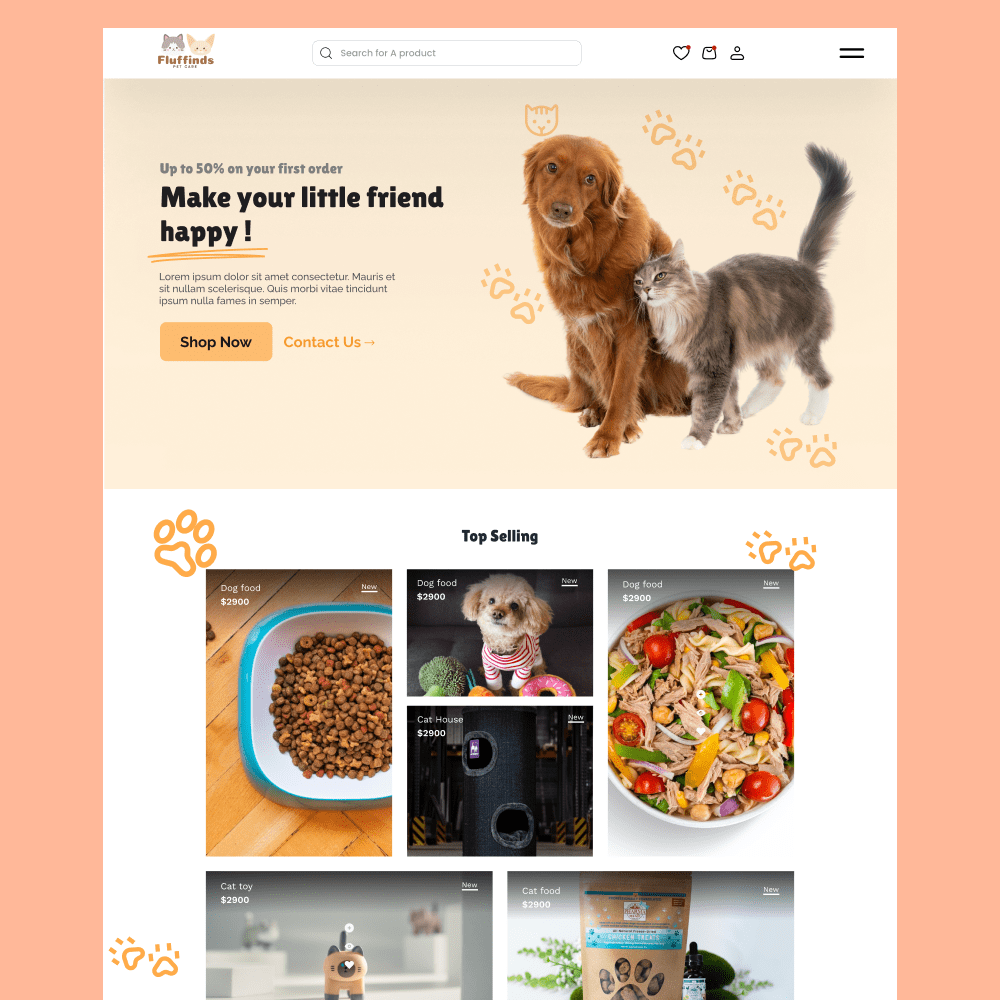 Fluffinds
PET CARE
Search for A product
Up to 50% on your first order
Make your little friend
happy !
Lorem ipsum dolor sit amet consectetur. Mauris et
sit nullam scelerisque. Quis morbi vitae tincidunt
ipsum nulla fames in semper.
Shop Now
Contact Us→
Top Selling
Dog food
New
$2900
Dog food
New
$2900
Dog food
New
$2900
Cat House
New
$2900
Cat toy
New
$2900
Cat food
New
$2900
CHICKEN TREATS